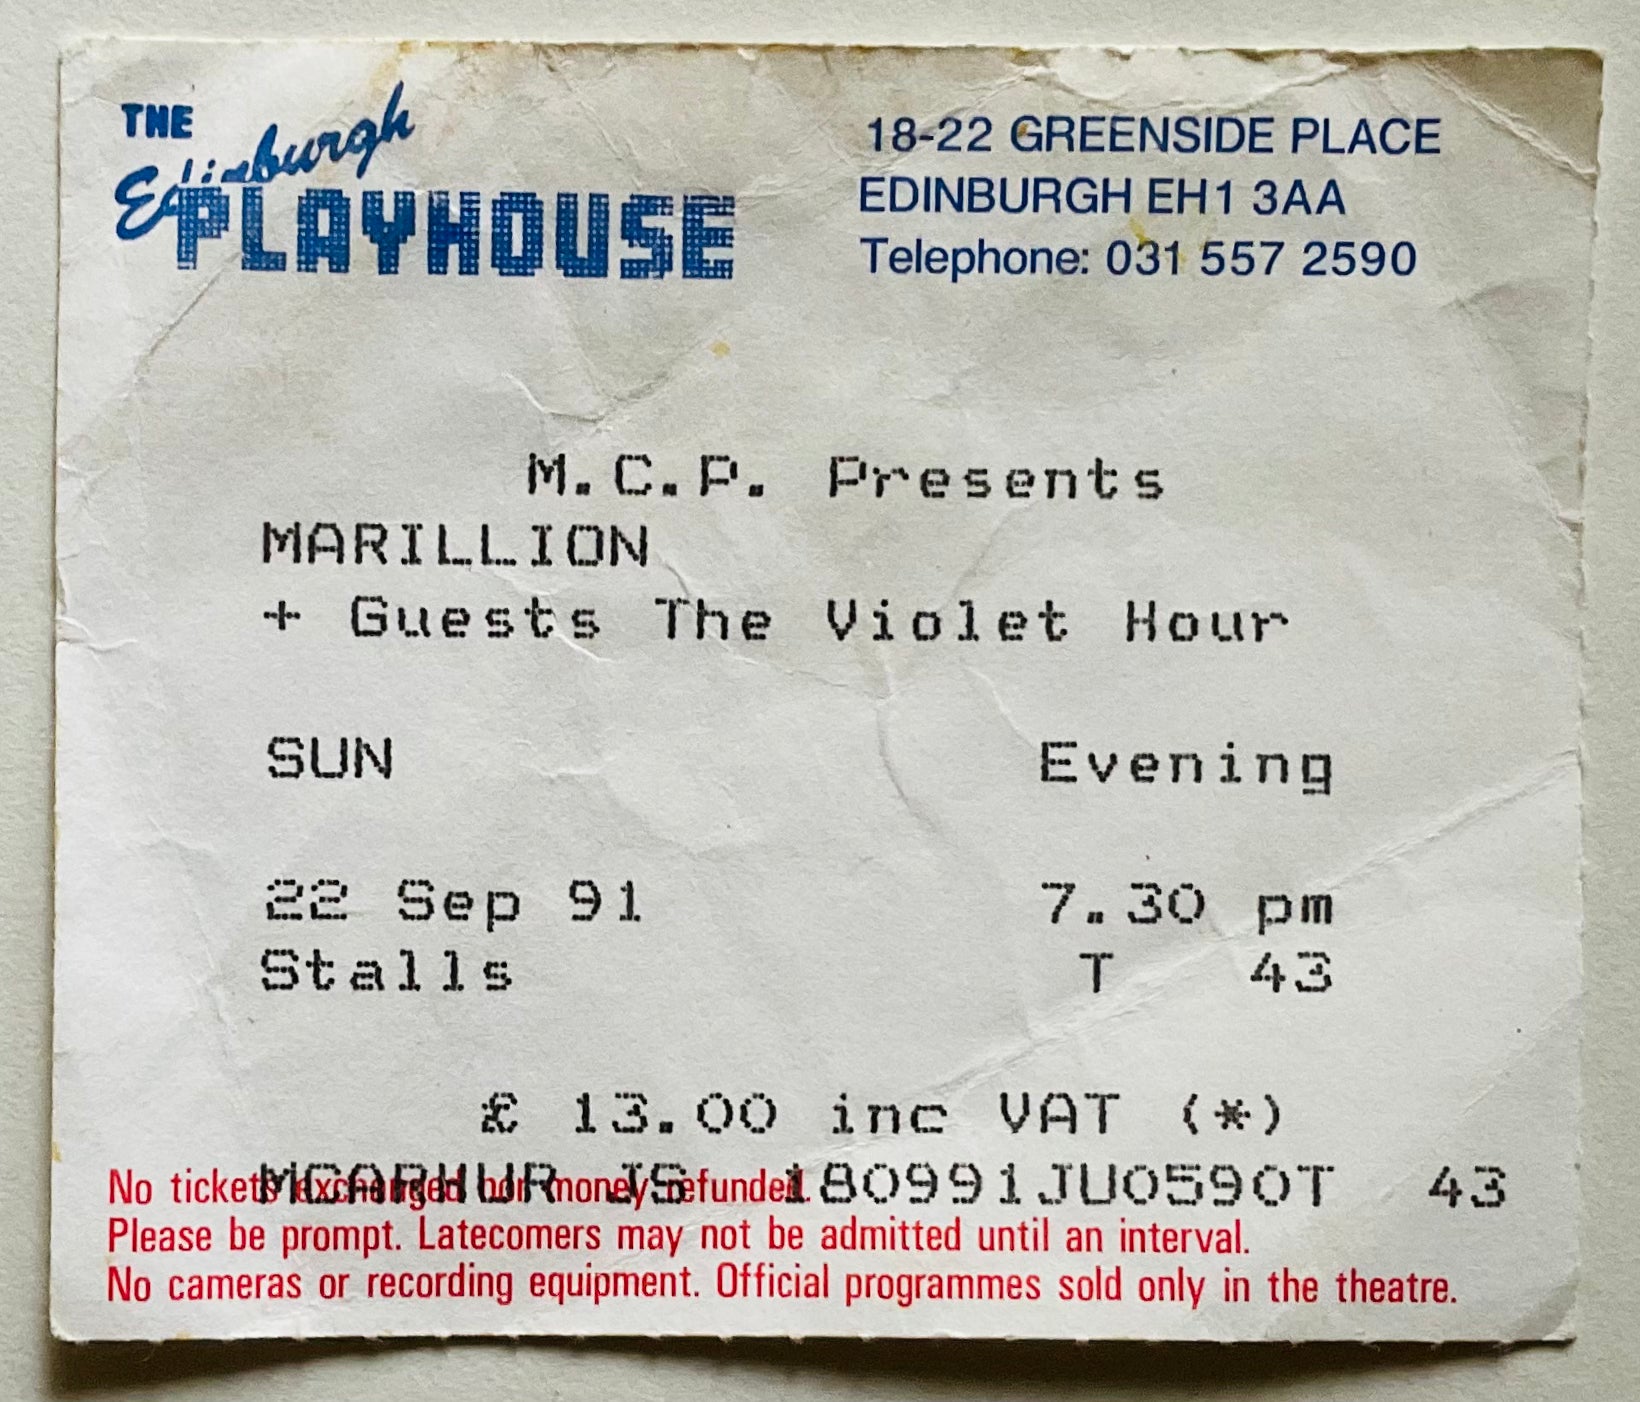 THE
Edinburgh
PLAYHOUSE
18-22 GREENSIDE PLACE
EDINBURGH EH1 3AA
Telephone: 031 557 2590
M.C.P. Presents
MARILLION
+ Guests The Violet Hour
SUN Evening
22 Sep 91 7.30 pm
Stalls T 43
£ 13.00 inc VAT (*)
MCARHUR JS 180991JU0590T 43
No tickets exchanged nor money refunded.
Please be prompt. Latecomers may not be admitted until an interval.
No cameras or recording equipment. Official programmes sold only in the theatre.